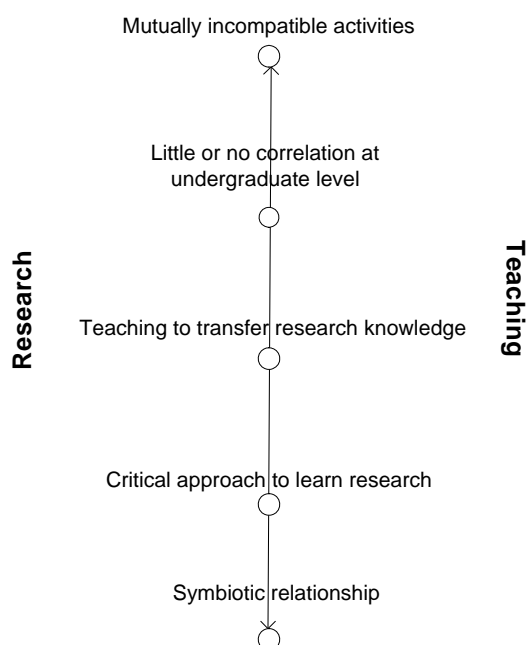 Mutually incompatible activities
Little or no correlation at
undergraduate level
Research
Teaching
Teaching to transfer research knowledge
Critical approach to learn research
Symbiotic relationship